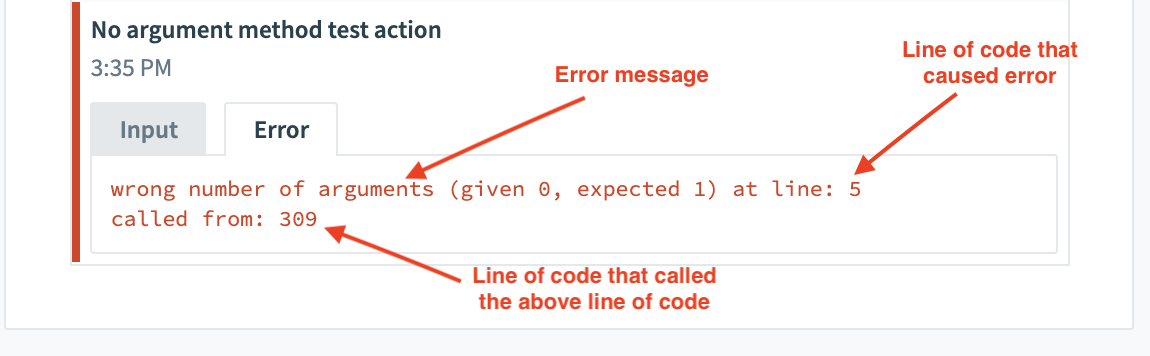 No argument method test action
3:35 PM
Line of code that
caused error
Error message
Input
Error
wrong number of arguments (given 0, expected 1) at line: 5
called from: 309
Line of code that called
the above line of code